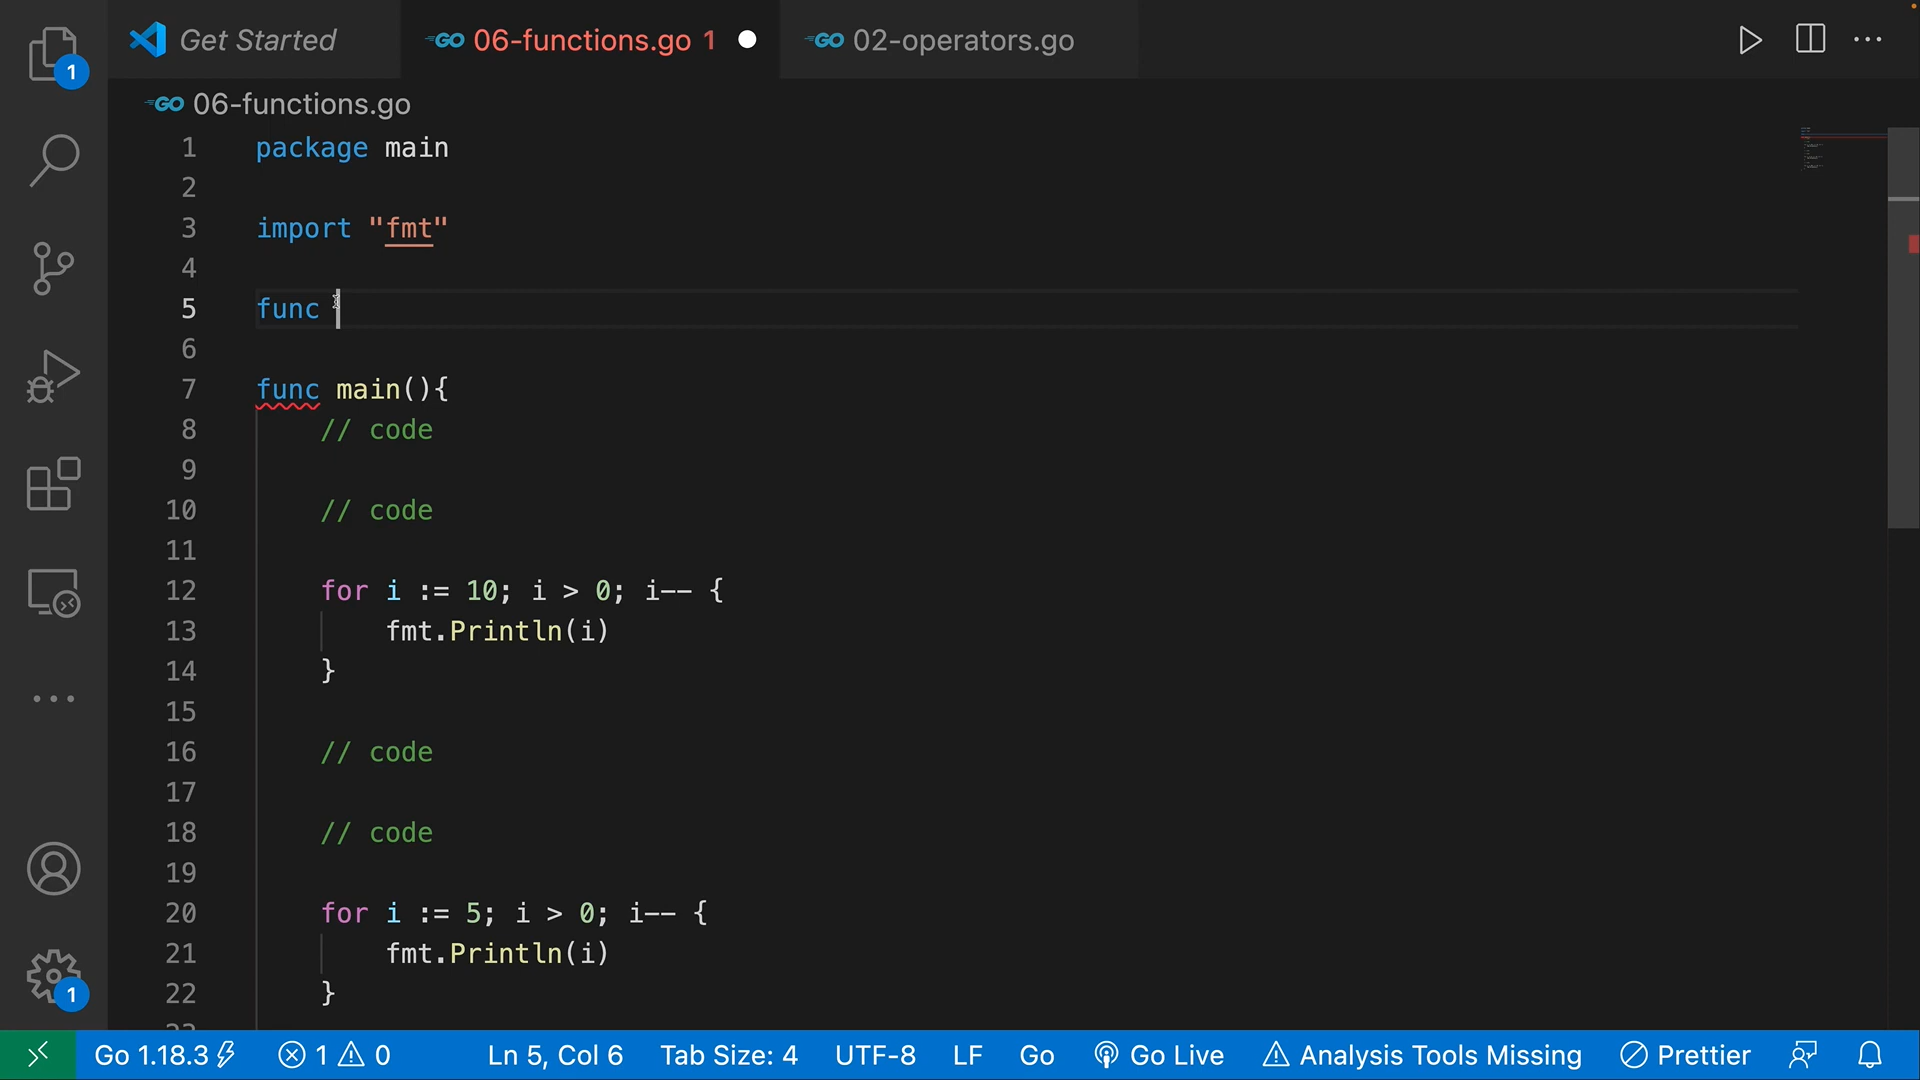 Get Started
GO 06-functions.go 1
GO 02-operators.go
1
GO 06-functions.go
1 package main
2
3 import "fmt"
4
5 func
6
7 func main(){
8 // code
9
10 // code
11
12 for i := 10; i > 0; i-- {
13 fmt.Println(i)
14 }
15
16 // code
17
18 // code
19
20 for i := 5; i > 0; i-- {
21 fmt.Println(i)
22 }
1
Go 1.18.3 1 0 Ln 5, Col 6 Tab Size: 4 UTF-8 LF Go Go Live Analysis Tools Missing Prettier